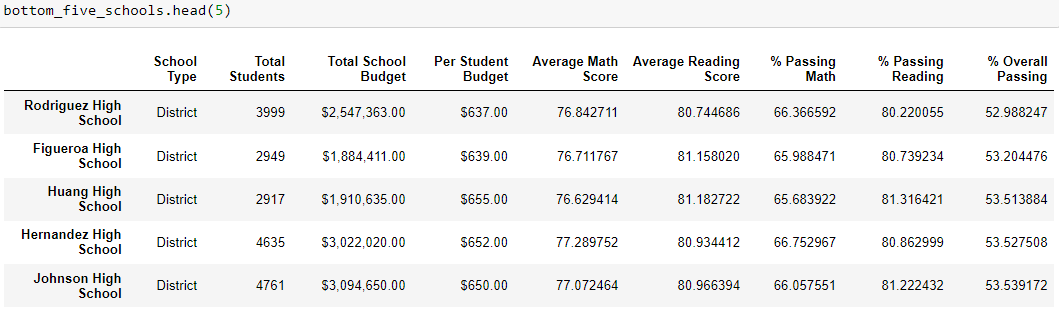 bottom_five_schools.head(5)
School Type Total Students Total School Budget Per Student Budget Average Math Score Average Reading Score % Passing Math % Passing Reading % Overall Passing
Rodriguez High School District 3999 $2,547,363.00 $637.00 76.842711 80.744686 66.366592 80.220055 52.988247
Figueroa High School District 2949 $1,884,411.00 $639.00 76.711767 81.158020 65.988471 80.739234 53.204476
Huang High School District 2917 $1,910,635.00 $655.00 76.629414 81.182722 65.683922 81.316421 53.513884
Hernandez High School District 4635 $3,022,020.00 $652.00 77.289752 80.934412 66.752967 80.862999 53.527508
Johnson High School District 4761 $3,094,650.00 $650.00 77.072464 80.966394 66.057551 81.222432 53.539172